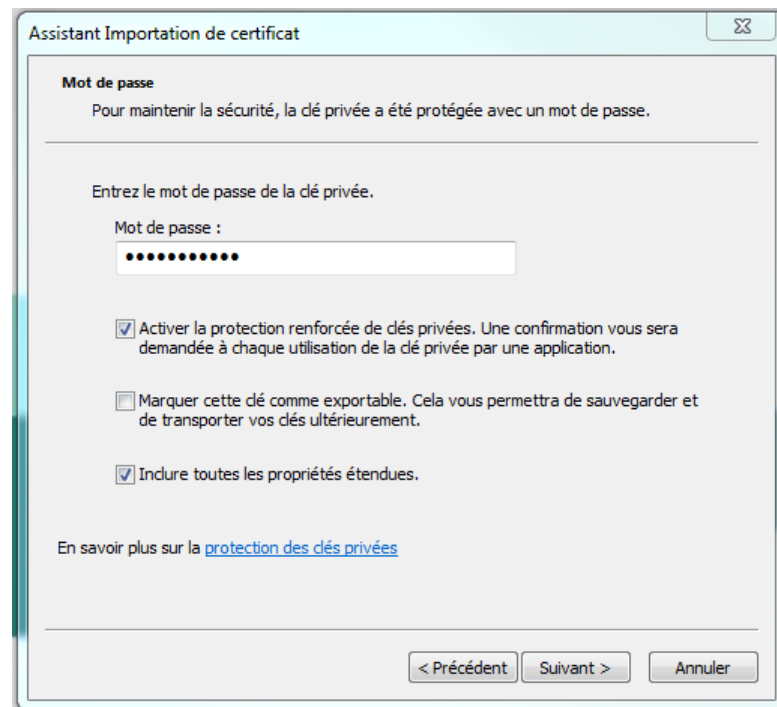 Assistant Importation de certificat
Mot de passe
Pour maintenir la sécurité, la clé privée a été protégée avec un mot de passe.
Entrez le mot de passe de la clé privée.
Mot de passe :
•••••••••••
Activer la protection renforcée de clés privées. Une confirmation vous sera
demandée à chaque utilisation de la clé privée par une application.
Marquer cette clé comme exportable. Cela vous permettra de sauvegarder et
de transporter vos clés ultérieurement.
Inclure toutes les propriétés étendues.
En savoir plus sur la protection des clés privées
< Précédent Suivant > Annuler